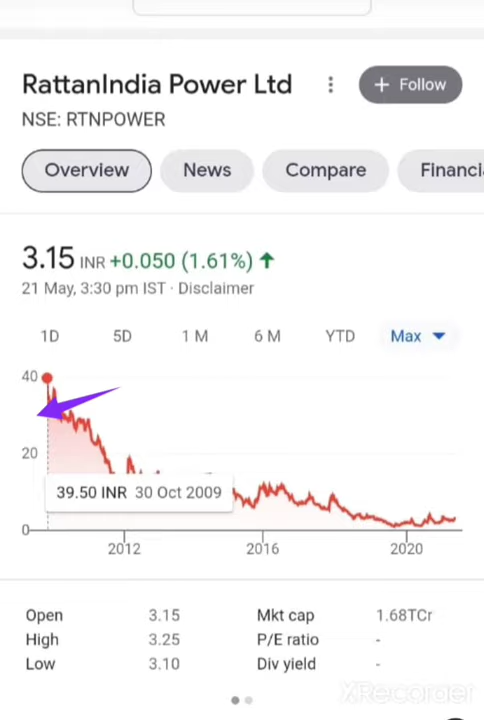 RattanIndia Power Ltd
+ Follow
NSE: RTNPOWER
Overview News Compare Financi
3.15 INR +0.050 (1.61%) ↑
21 May, 3:30 pm IST · Disclaimer
1D 5D 1 M 6 M YTD Max
40
20
39.50 INR 30 Oct 2009
0
2012 2016 2020
Open 3.15 Mkt cap 1.68TCr
High 3.25 P/E ratio -
Low 3.10 Div yield -
XRecorder